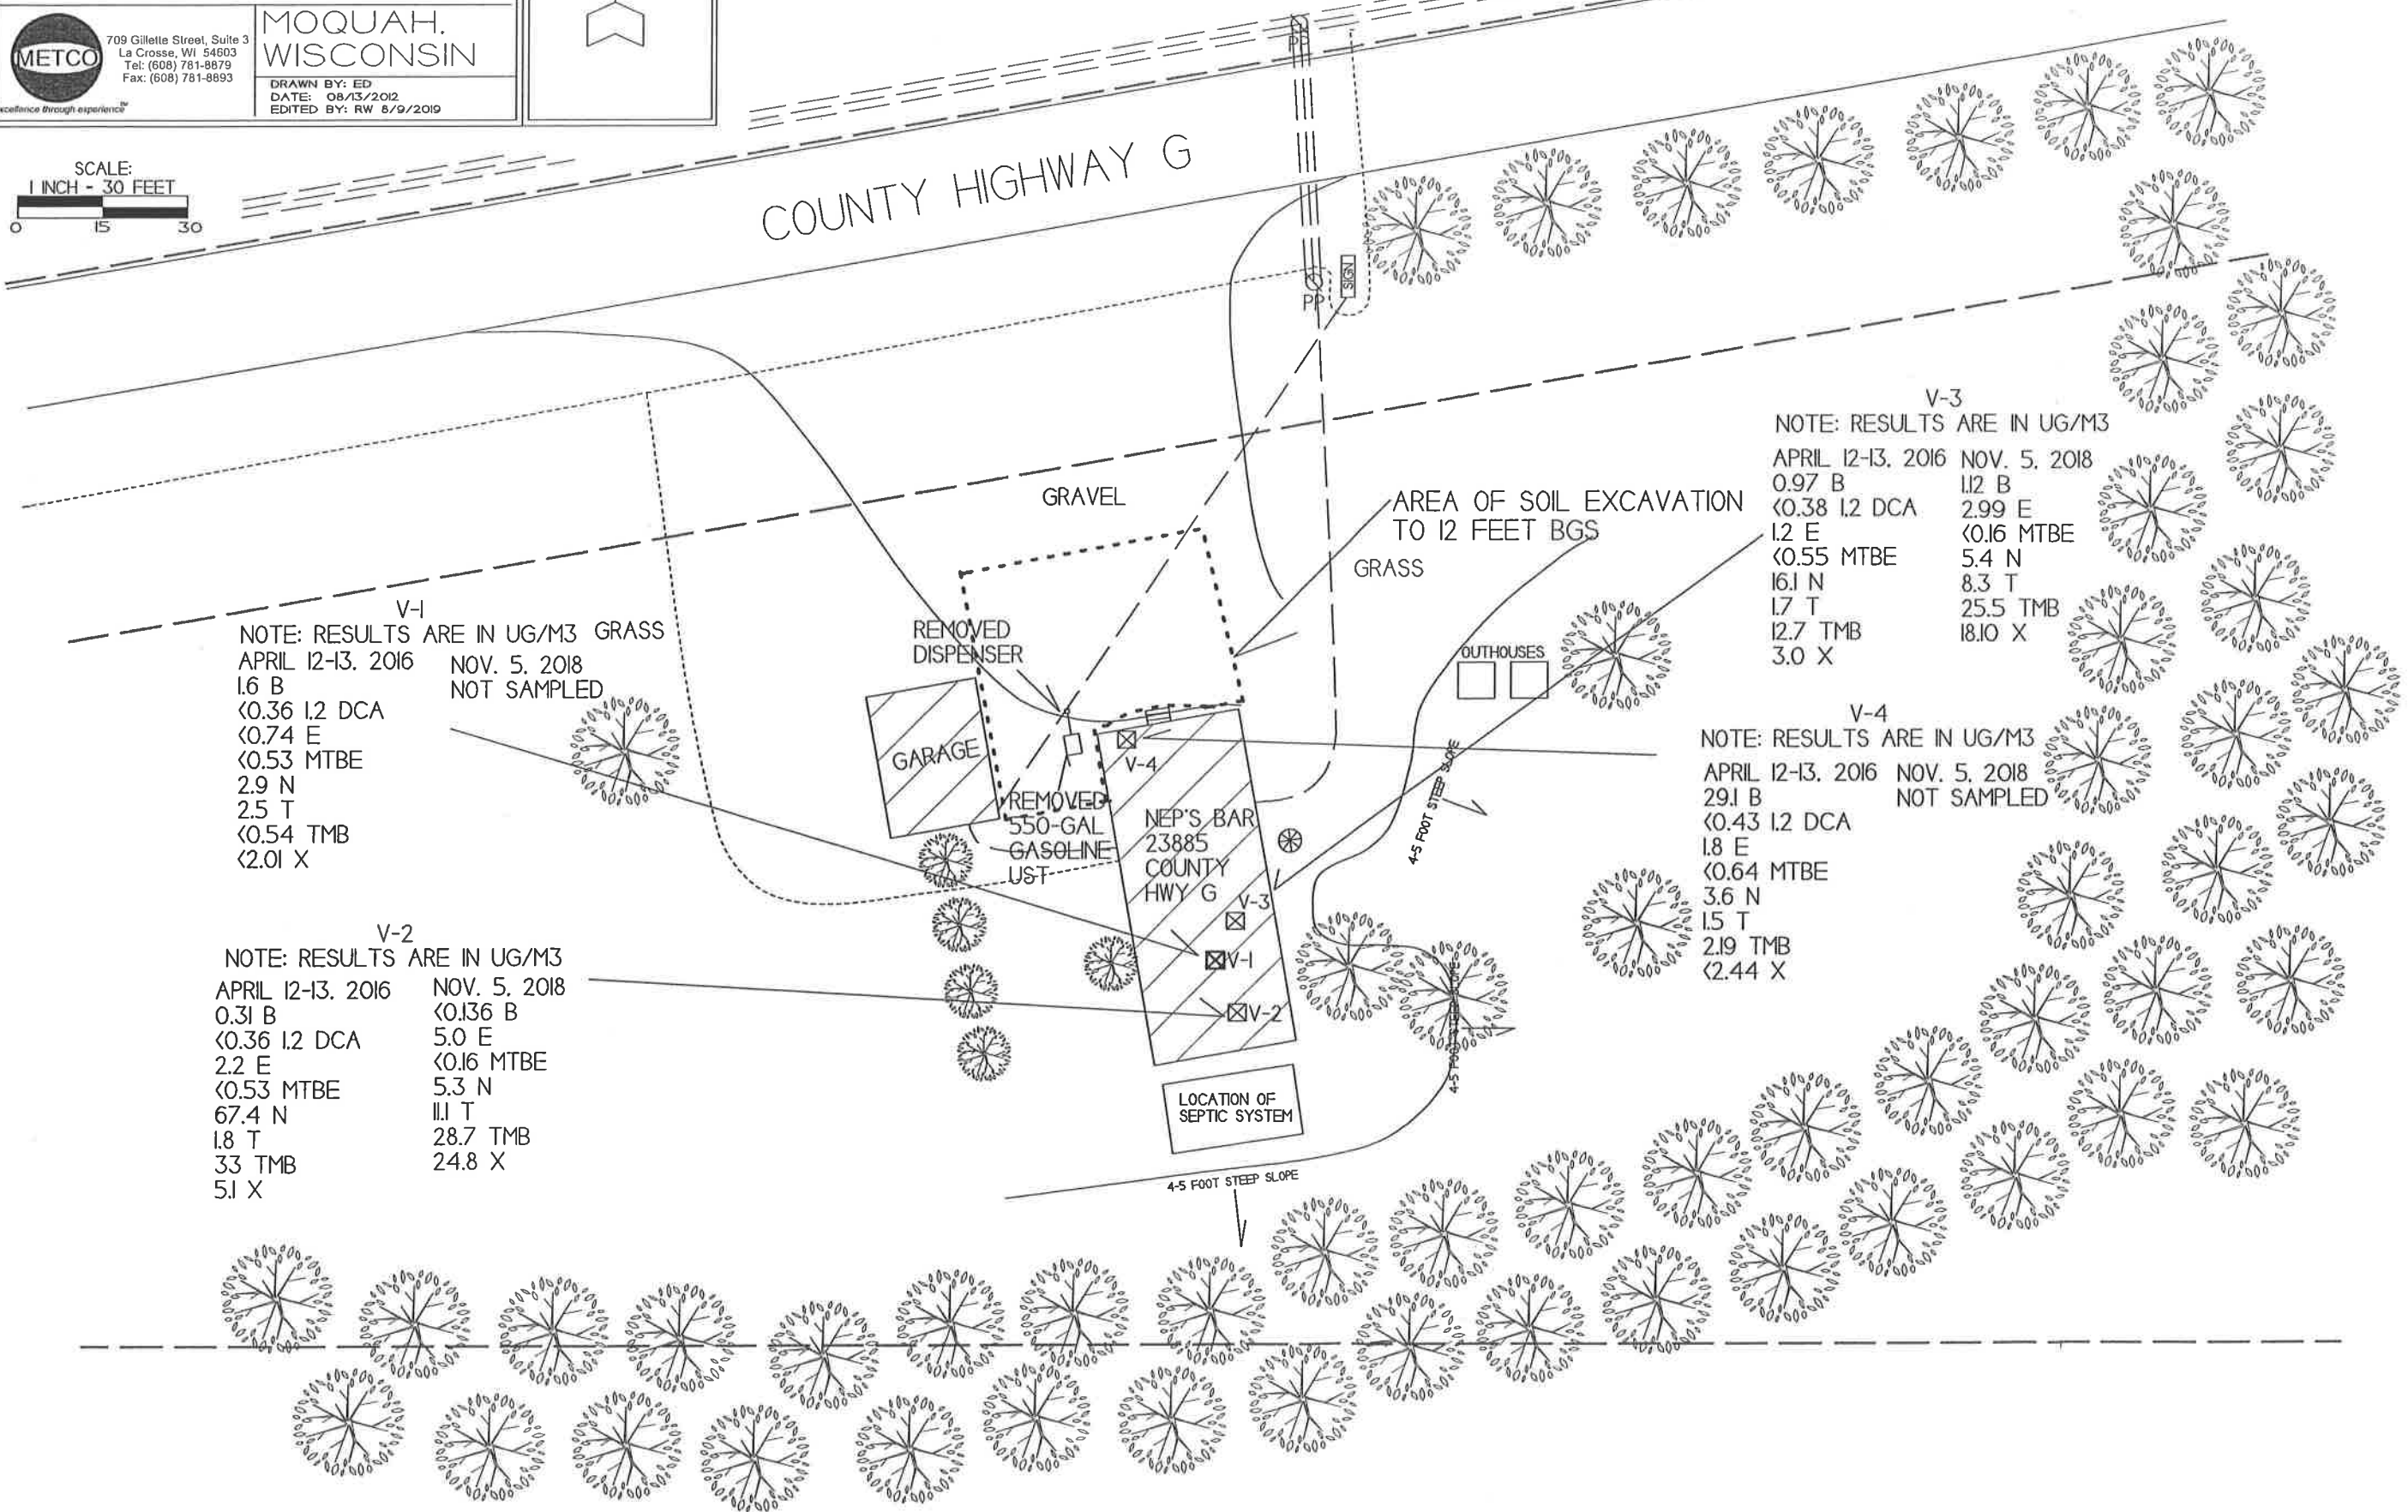 METCO
709 Gillette Street, Suite 3
La Crosse, WI 54603
Tel: (608) 781-8879
Fax: (608) 781-8893
excellence through experience
MOQUAH,
WISCONSIN
DRAWN BY: ED
DATE: 08/13/2012
EDITED BY: RW 8/9/2019
SCALE:
1 INCH - 30 FEET
0 15 30
COUNTY HIGHWAY G
PP
PP
SIGN
GRAVEL
AREA OF SOIL EXCAVATION
TO 12 FEET BGS
GRASS
V-3
NOTE: RESULTS ARE IN UG/M3
APRIL 12-13, 2016 NOV. 5, 2018
0.97 B 1.12 B
<0.38 1,2 DCA 2.99 E
1.2 E <0.16 MTBE
<0.55 MTBE 5.4 N
16.1 N 8.3 T
1.7 T 25.5 TMB
12.7 TMB 18.10 X
3.0 X
V-1
NOTE: RESULTS ARE IN UG/M3 GRASS
APRIL 12-13, 2016 NOV. 5, 2018
1.6 B NOT SAMPLED
<0.36 1,2 DCA
<0.74 E
<0.53 MTBE
2.9 N
2.5 T
<0.54 TMB
<2.01 X
REMOVED
DISPENSER
OUTHOUSES
GARAGE
V-4
REMOVED
550-GAL
GASOLINE
UST
NEP'S BAR
23885
COUNTY
HWY G
V-3
V-1
V-2
4-5 FOOT STEEP SLOPE
V-4
NOTE: RESULTS ARE IN UG/M3
APRIL 12-13, 2016 NOV. 5, 2018
29.1 B NOT SAMPLED
<0.43 1,2 DCA
1.8 E
<0.64 MTBE
3.6 N
1.5 T
2.19 TMB
<2.44 X
V-2
NOTE: RESULTS ARE IN UG/M3
APRIL 12-13, 2016 NOV. 5, 2018
0.31 B <0.136 B
<0.36 1,2 DCA 5.0 E
2.2 E <0.16 MTBE
<0.53 MTBE 5.3 N
67.4 N 11.1 T
1.8 T 28.7 TMB
33 TMB 24.8 X
5.1 X
4-5 FOOT STEEP SLOPE
LOCATION OF
SEPTIC SYSTEM
4-5 FOOT STEEP SLOPE